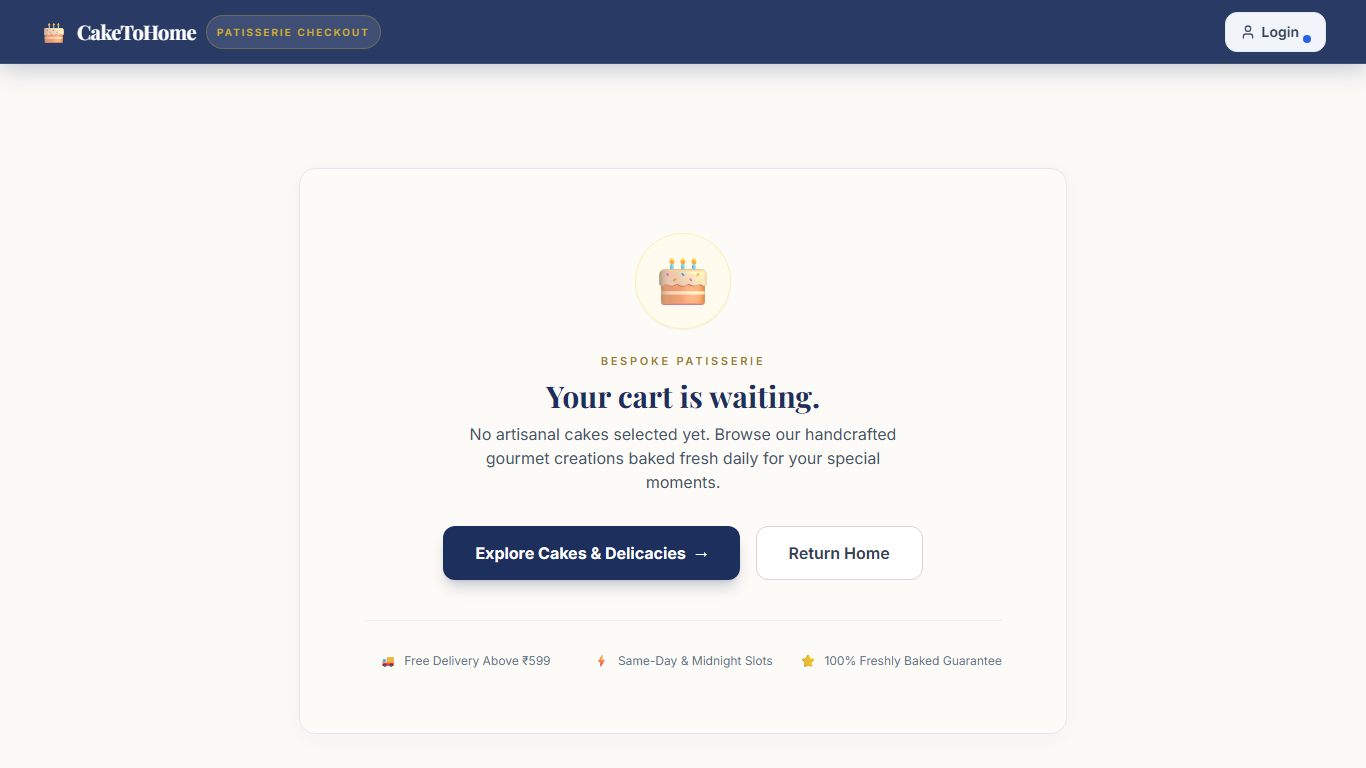 CakeToHome
PATISSERIE CHECKOUT
Login
BESPOKE PATISSERIE
Your cart is waiting.
No artisanal cakes selected yet. Browse our handcrafted
gourmet creations baked fresh daily for your special
moments.
Explore Cakes & Delicacies →
Return Home
Free Delivery Above ₹599
Same-Day & Midnight Slots
100% Freshly Baked Guarantee